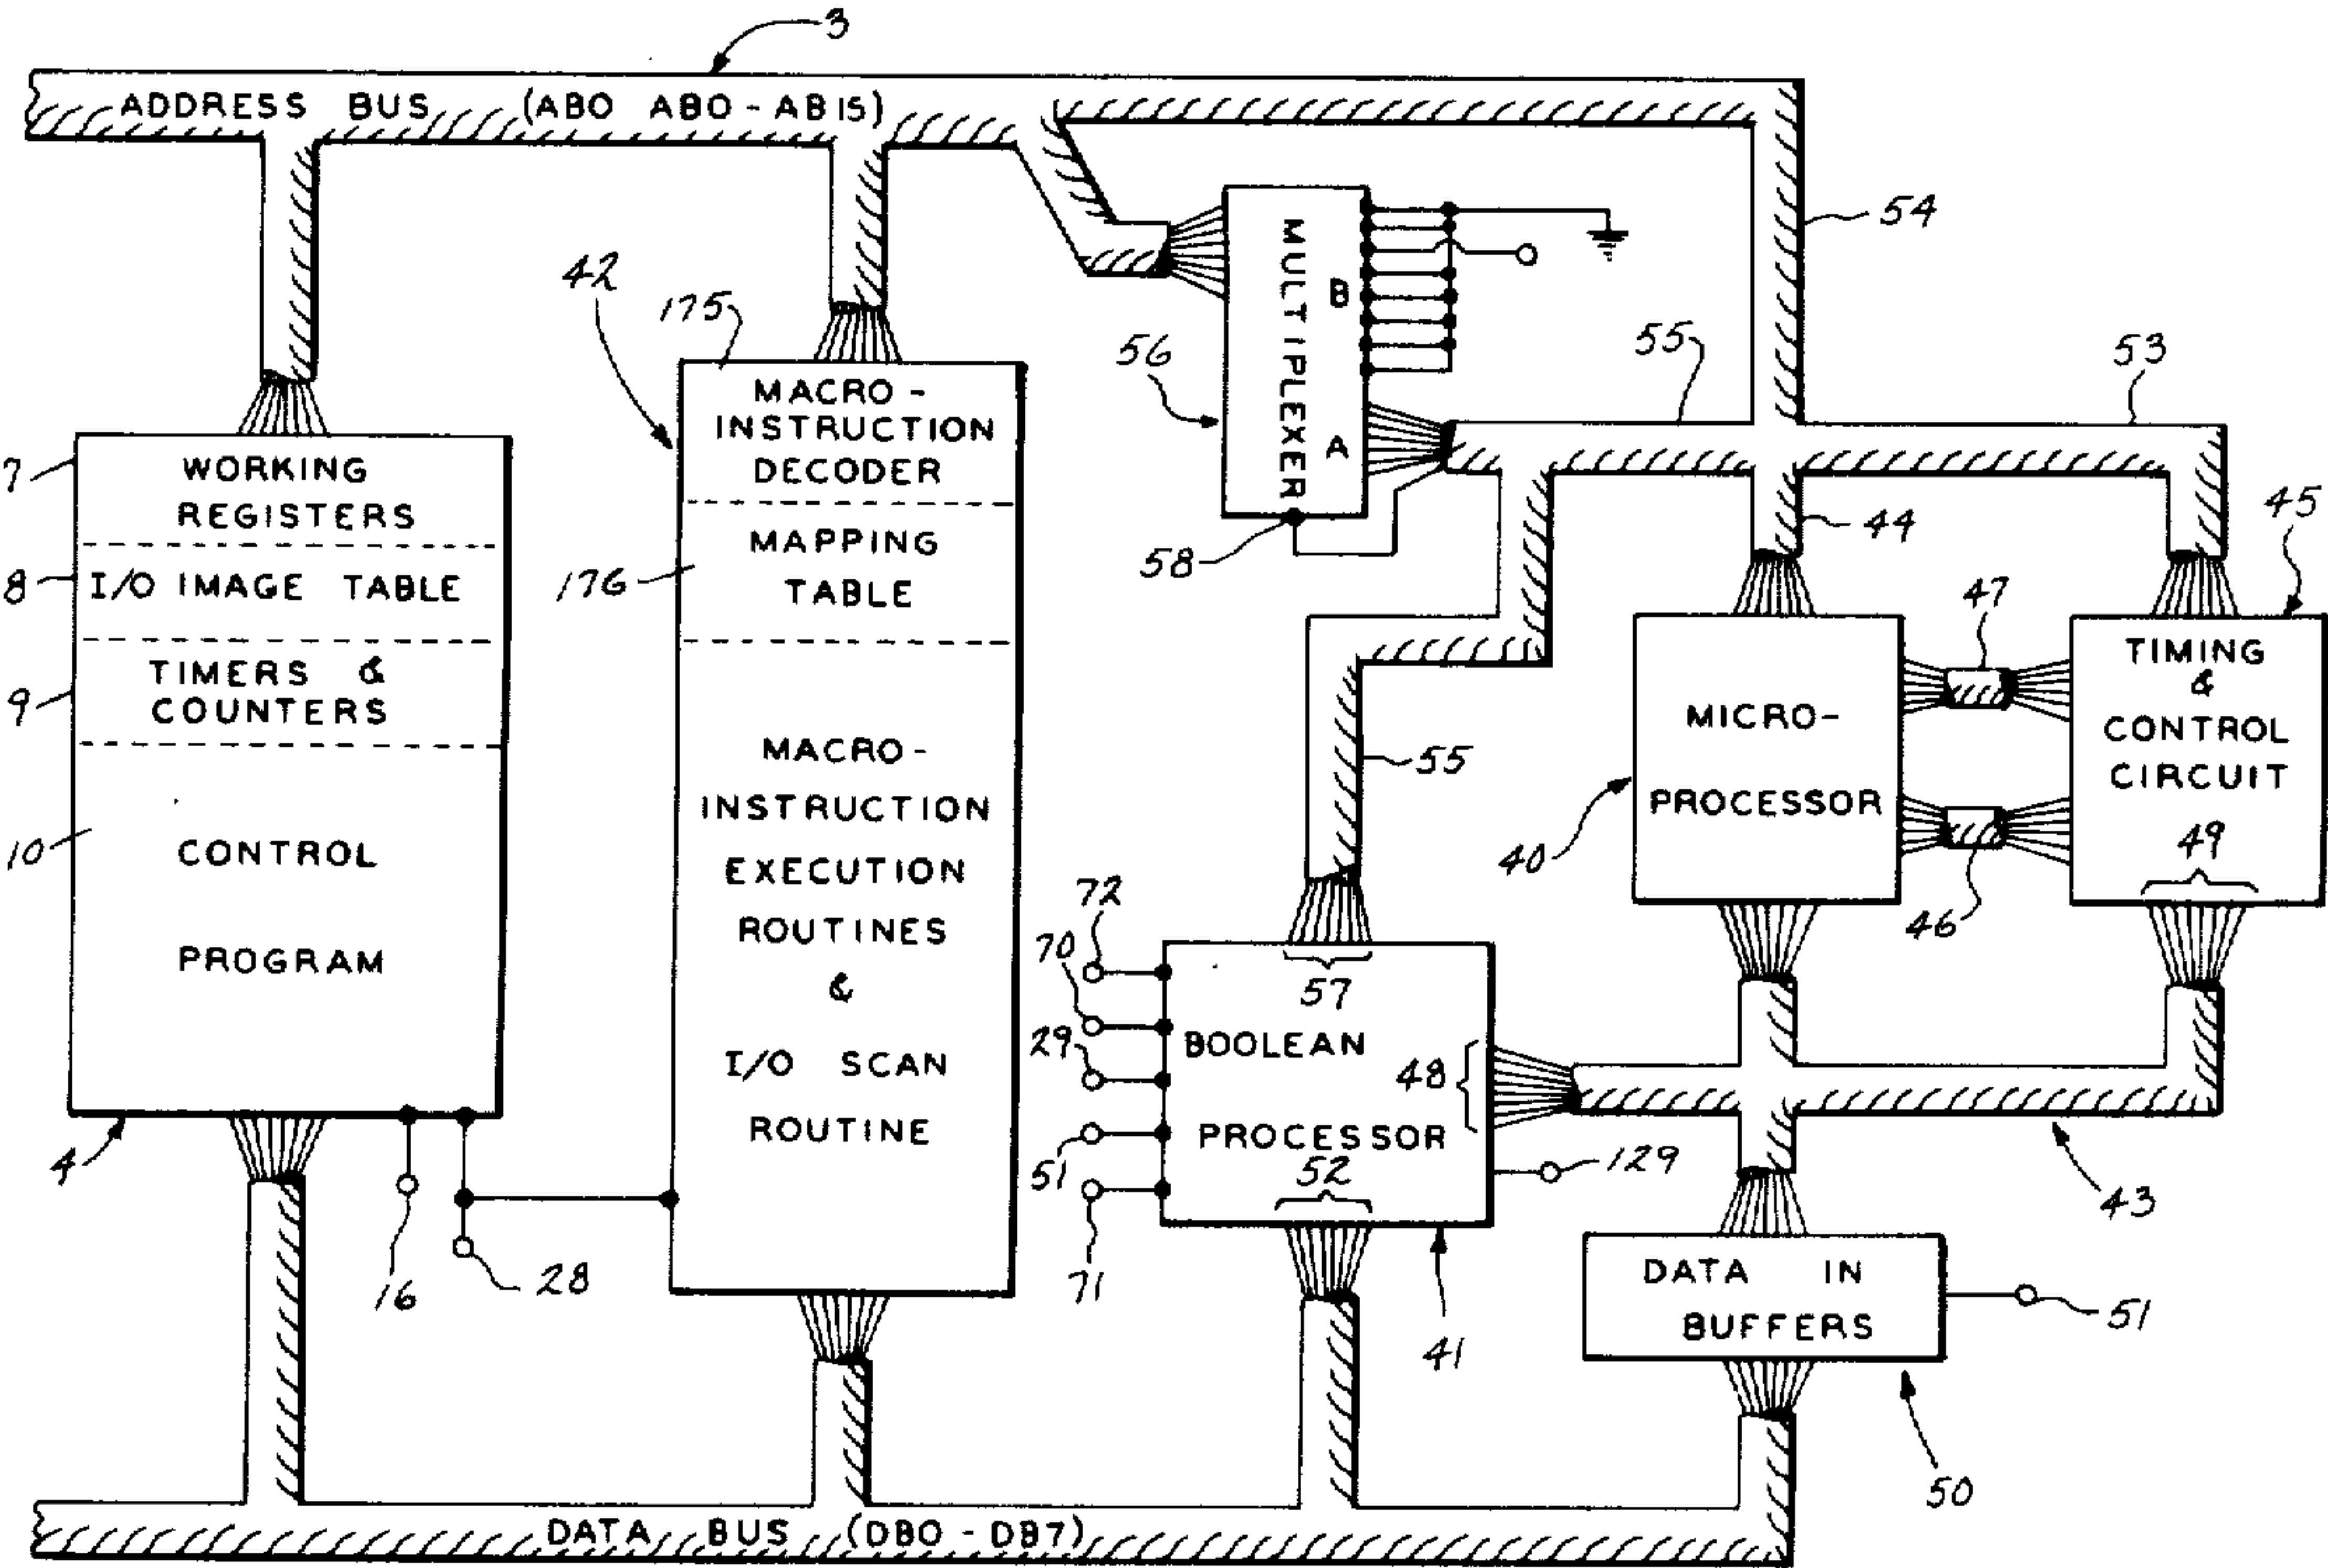 3
ADDRESS BUS (ABO ABO-AB15)
54
42
175
B
MULTIPLEXER
56
A
58
55
53
44
45
7
WORKING
REGISTERS
8
I/O IMAGE TABLE
9
TIMERS &
COUNTERS
10
CONTROL
PROGRAM
4
16
28
MACRO-
INSTRUCTION
DECODER
176
MAPPING
TABLE
MACRO-
INSTRUCTION
EXECUTION
ROUTINES
&
I/O SCAN
ROUTINE
55
47
MICRO-
PROCESSOR
40
46
TIMING
&
CONTROL
CIRCUIT
49
72
70
29
51
71
57
BOOLEAN
PROCESSOR
48
52
129
41
43
DATA IN
BUFFERS
51
50
DATA BUS (DB0-DB7)